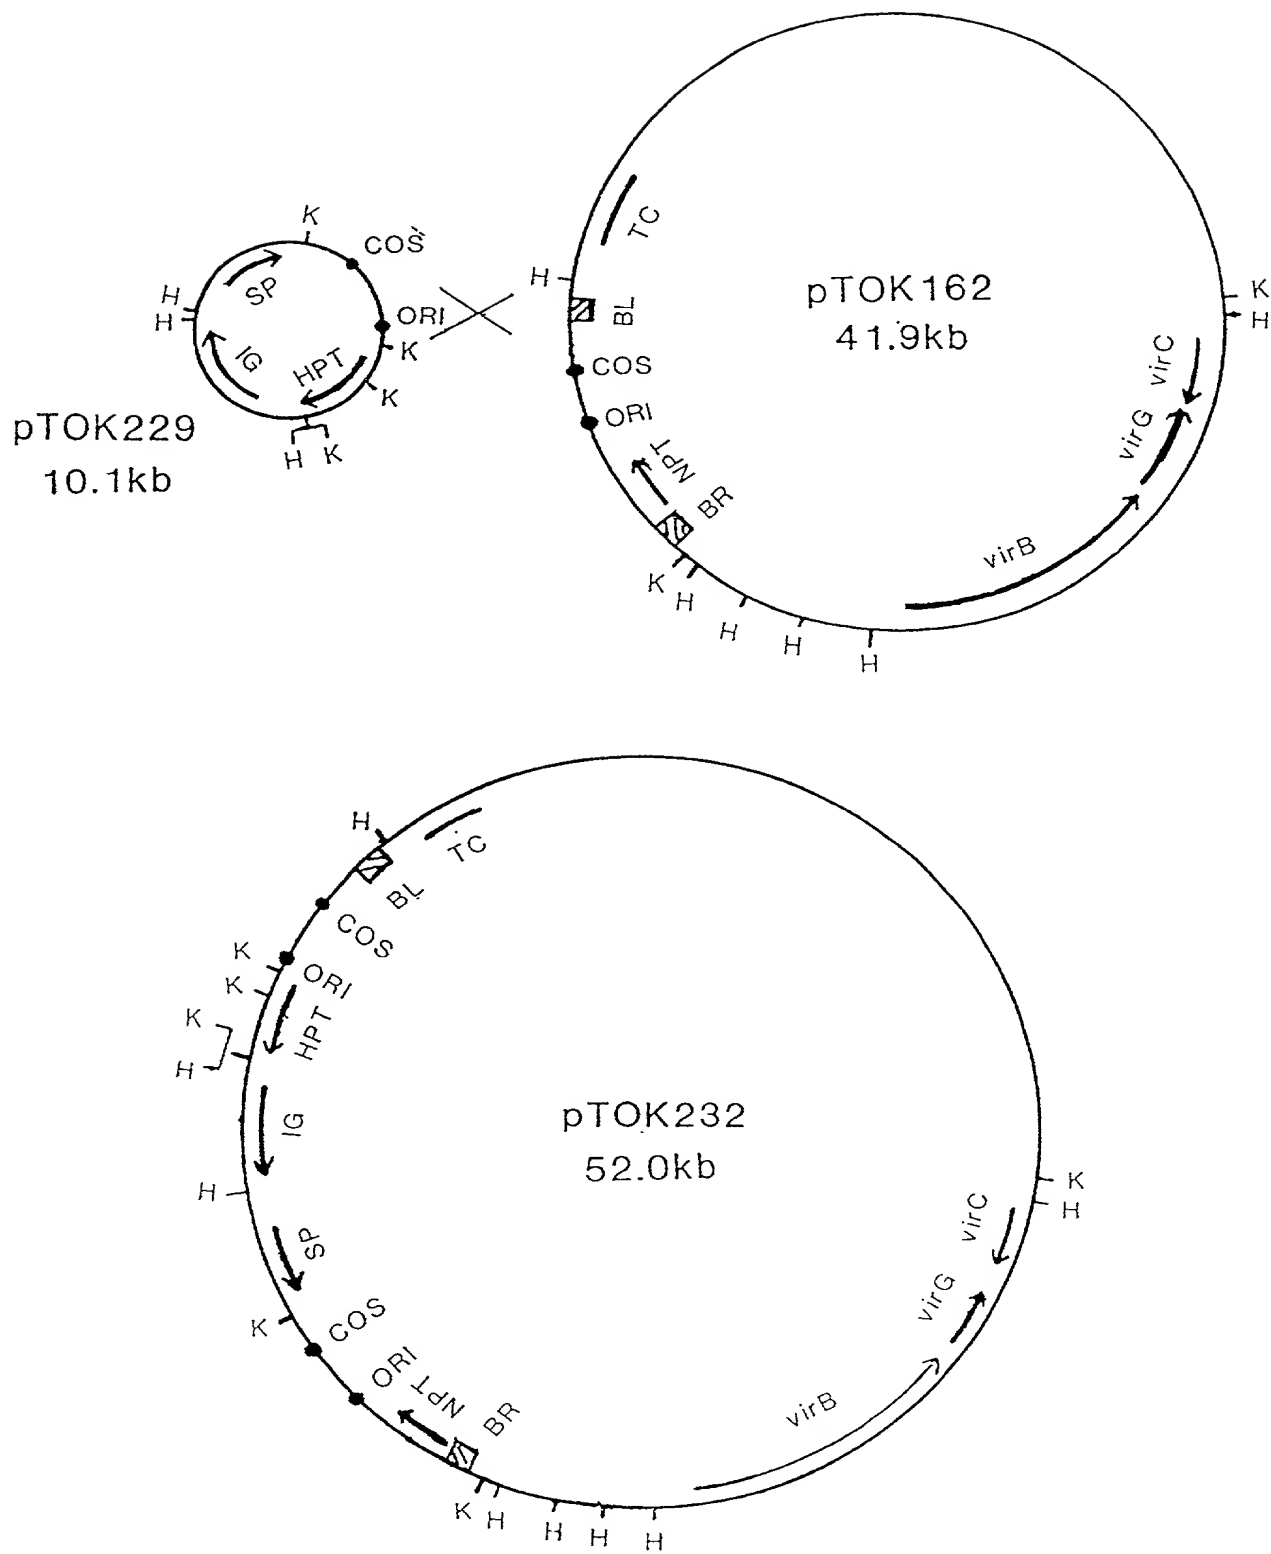 K
COS
ORI
K
K
K
H
H
H
SP
IG
HPT
pTOK229
10.1kb
TC
H
BL
COS
ORI
NPT
BR
K
H
H
H
H
pTOK162
41.9kb
K
H
virC
virG
virB
H
TC
BL
COS
K
ORI
K
HPT
K
H
IG
H
SP
K
COS
ORI
NPT
BR
K
H
H
H
H
pTOK232
52.0kb
K
H
virC
virG
virB